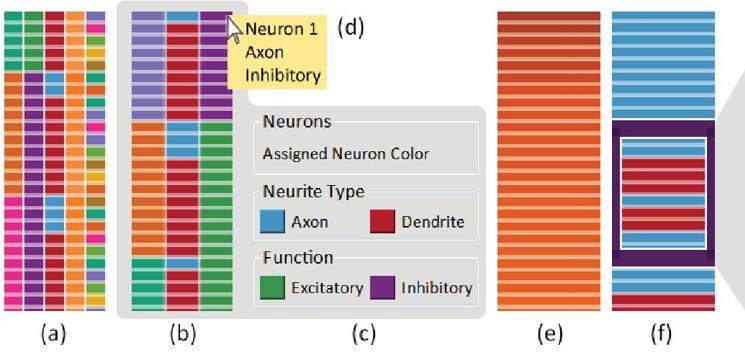 Neuron 1
Axon
Inhibitory
(d)
Neurons
Assigned Neuron Color
Neurite Type
Axon
Dendrite
Function
Excitatory
Inhibitory
(a)
(b)
(c)
(e)
(f)